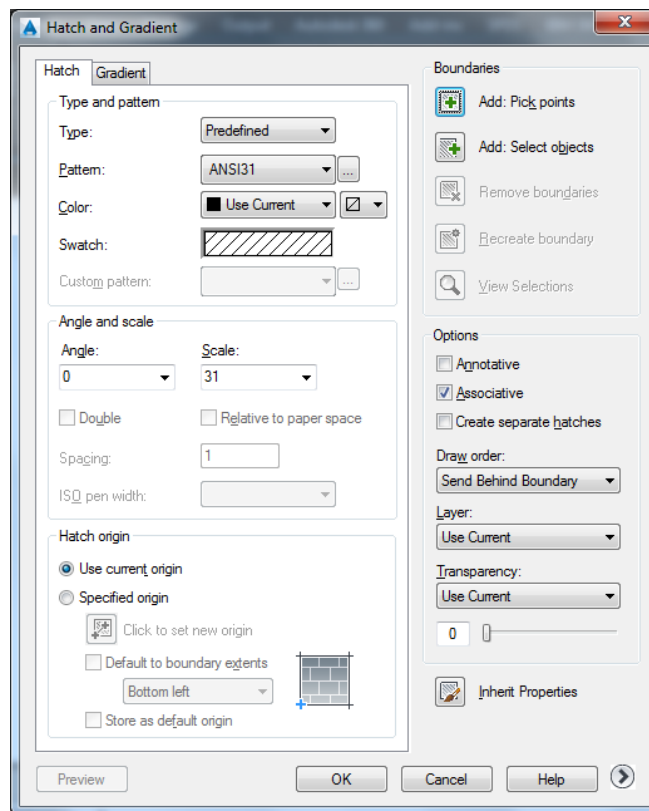 Hatch and Gradient
Hatch
Gradient
Type and pattern
Type:
Predefined
Pattern:
ANSI31
...
Color:
Use Current
Swatch:
Custom pattern:
...
Angle and scale
Angle:
Scale:
0
31
Double
Relative to paper space
Spacing:
1
ISO pen width:
Hatch origin
Use current origin
Specified origin
Click to set new origin
Default to boundary extents
Bottom left
Store as default origin
Boundaries
Add: Pick points
Add: Select objects
Remove boundaries
Recreate boundary
View Selections
Options
Annotative
Associative
Create separate hatches
Draw order:
Send Behind Boundary
Layer:
Use Current
Transparency:
Use Current
0
Inherit Properties
Preview
OK
Cancel
Help